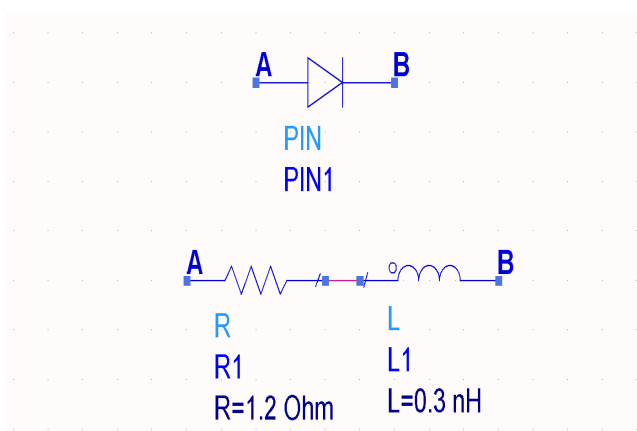 A B
PIN
PIN1
A B
R L
R1 L1
R=1.2 Ohm L=0.3 nH